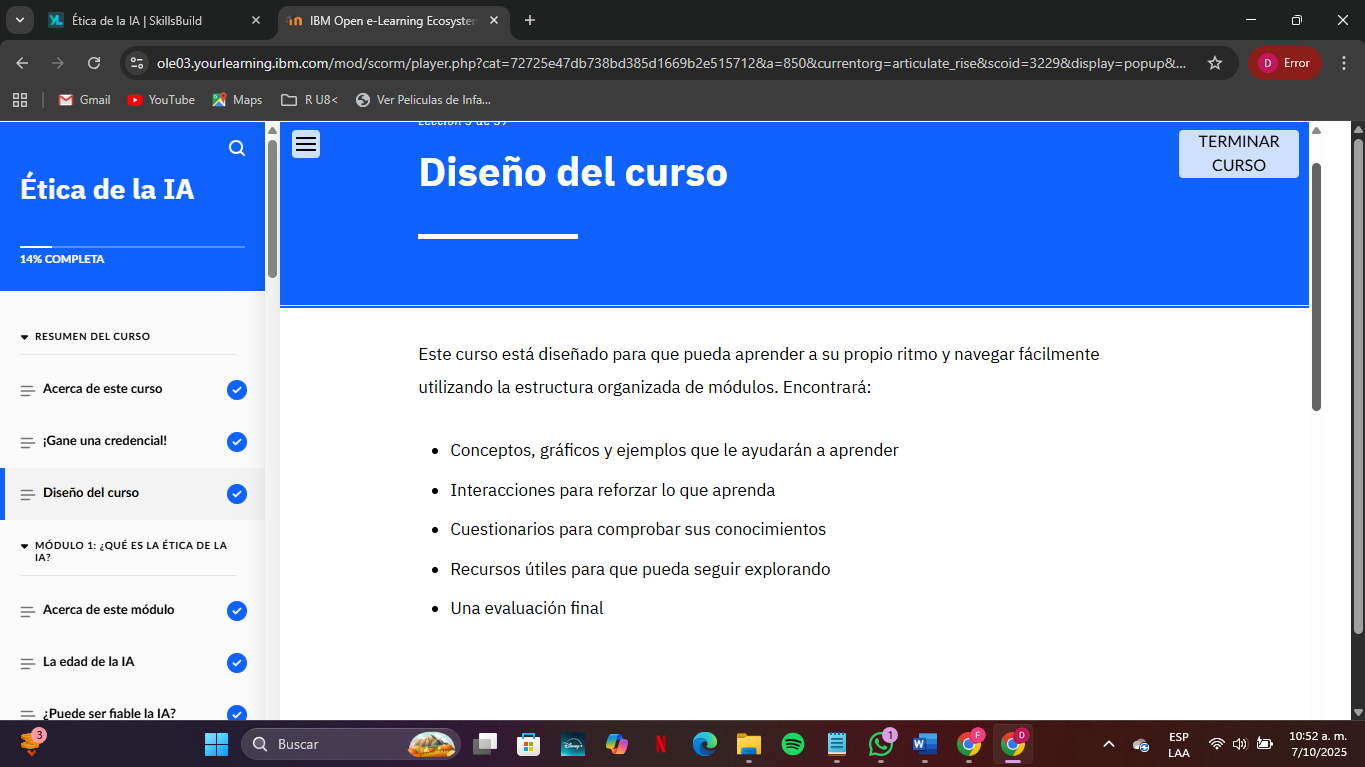 Ética de la IA | SkillsBuild
IBM Open e-Learning Ecosystem
ole03.yourlearning.ibm.com/mod/scorm/player.php?cat=72725e47db738bd385d1669b2e515712&a=850&currentorg=articulate_rise&scoid=3229&display=popup&...
D
Error
Gmail
YouTube
Maps
R U8<
Ver Peliculas de Infa...
Ética de la IA
14% COMPLETA
RESUMEN DEL CURSO
Acerca de este curso
¡Gane una credencial!
Diseño del curso
MÓDULO 1: ¿QUÉ ES LA ÉTICA DE LA
IA?
Acerca de este módulo
La edad de la IA
¿Puede ser fiable la IA?
Diseño del curso
TERMINAR
CURSO
Este curso está diseñado para que pueda aprender a su propio ritmo y navegar fácilmente
utilizando la estructura organizada de módulos. Encontrará:
Conceptos, gráficos y ejemplos que le ayudarán a aprender
Interacciones para reforzar lo que aprenda
Cuestionarios para comprobar sus conocimientos
Recursos útiles para que pueda seguir explorando
Una evaluación final
3
Buscar
Disney+
N
1
W
F
D
ESP
LAA
10:52 a. m.
7/10/2025